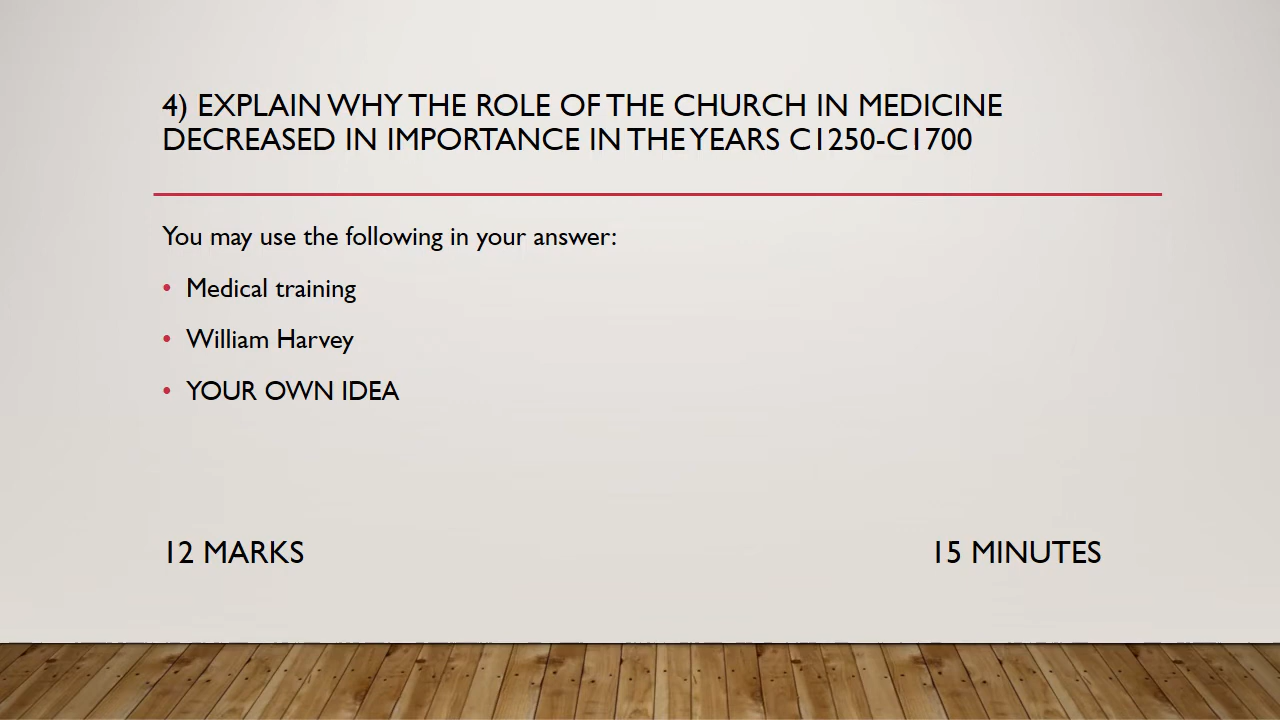 4) EXPLAIN WHY THE ROLE OF THE CHURCH IN MEDICINE
DECREASED IN IMPORTANCE IN THE YEARS C1250-C1700
You may use the following in your answer:
• Medical training
• William Harvey
• YOUR OWN IDEA
12 MARKS
15 MINUTES